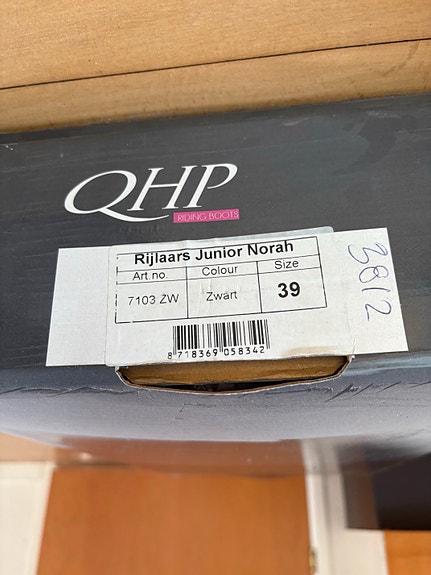 QHP
RIDING BOOTS
Rijlaars Junior Norah
Art.no. Colour Size
7103 ZW Zwart 39
8 718369 058342
3812